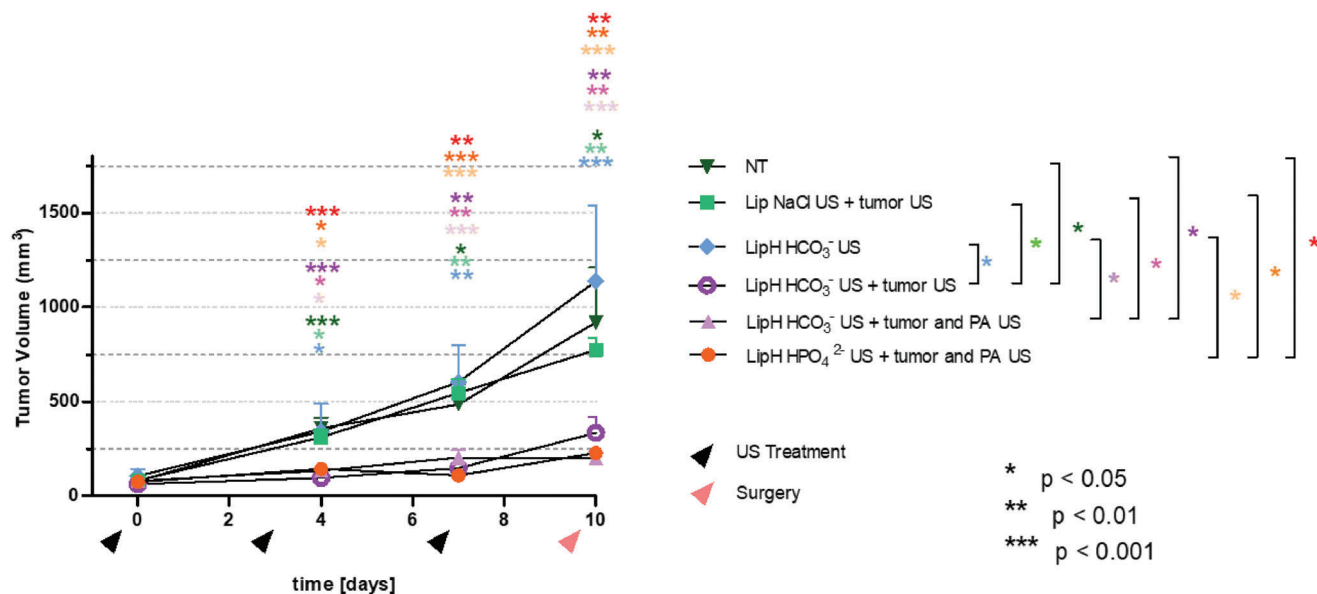 **
**
***
**
**
***
*
**
***
**
***
***
**
**
***
*
**
**
***
*
*
***
*
*
***
*
*
Tumor Volume (mm³)
1500
1000
500
0
0 2 4 6 8 10
time [days]
NT
Lip NaCl US + tumor US
LipH HCO₃⁻ US
LipH HCO₃⁻ US + tumor US
LipH HCO₃⁻ US + tumor and PA US
LipH HPO₄²⁻ US + tumor and PA US
* * * * * * * * *
US Treatment
Surgery
* p < 0.05
** p < 0.01
*** p < 0.001